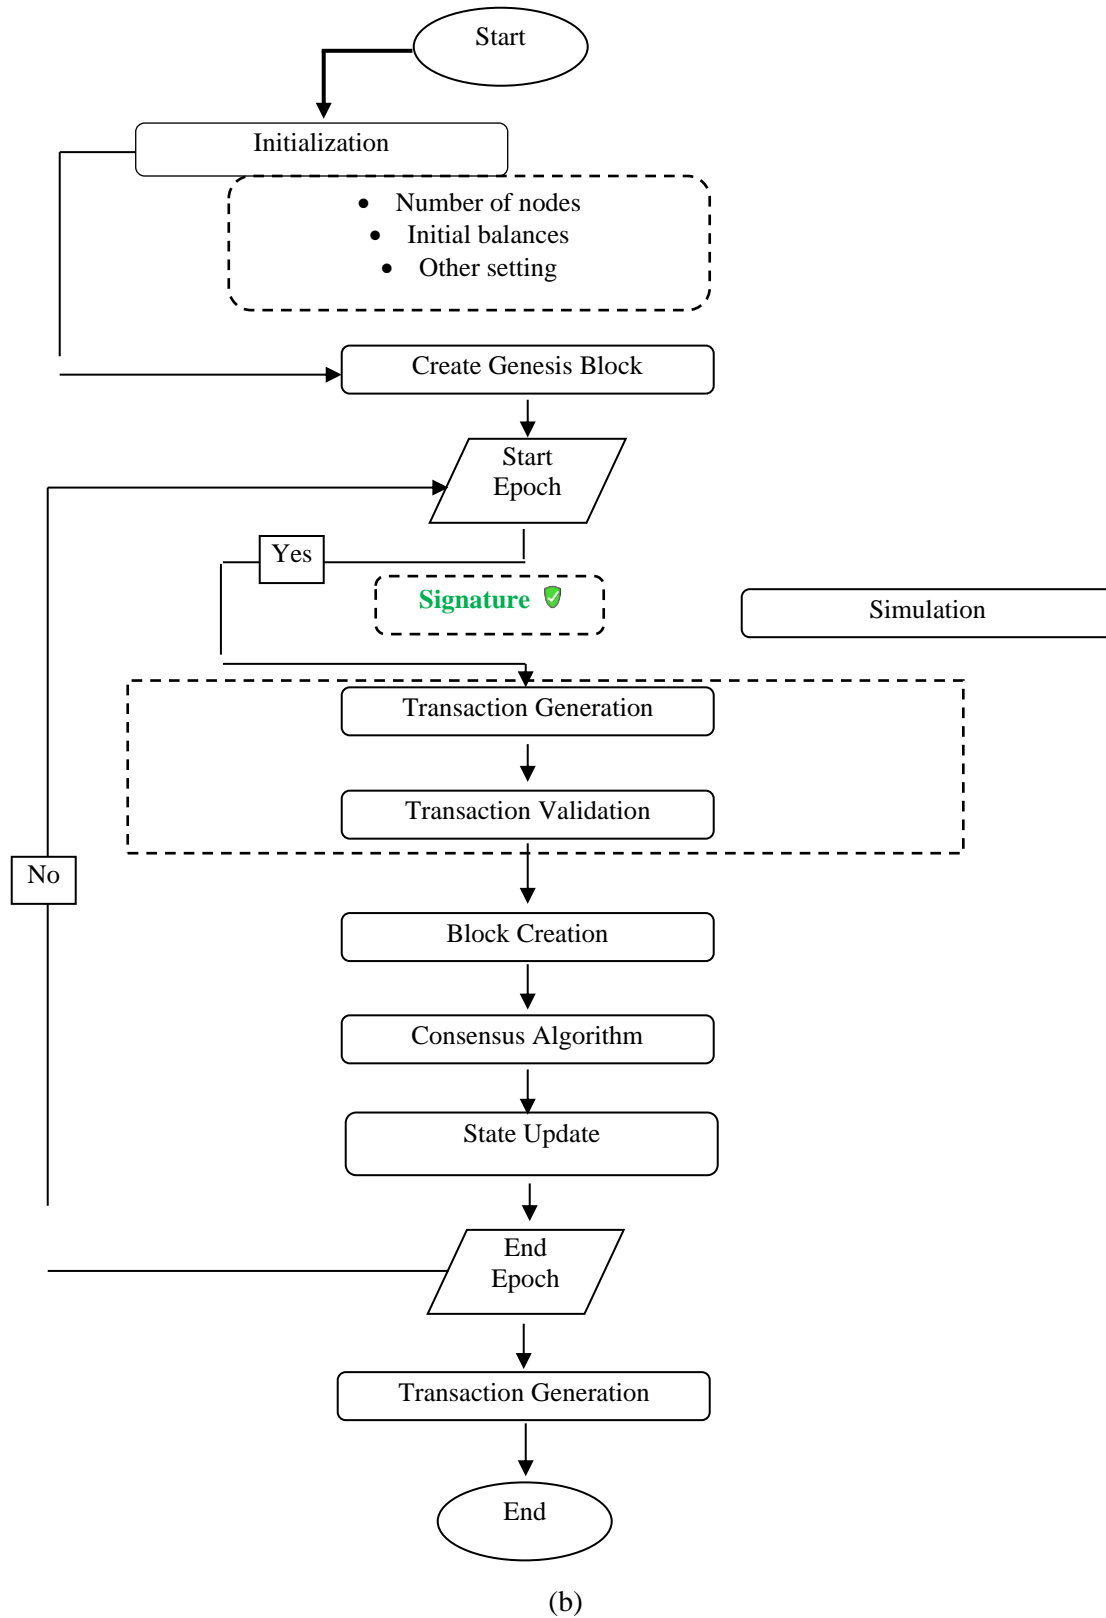 Start
Initialization
• Number of nodes
• Initial balances
• Other setting
Create Genesis Block
Start
Epoch
Yes
Signature
Simulation
Transaction Generation
Transaction Validation
No
Block Creation
Consensus Algorithm
State Update
End
Epoch
Transaction Generation
End
(b)